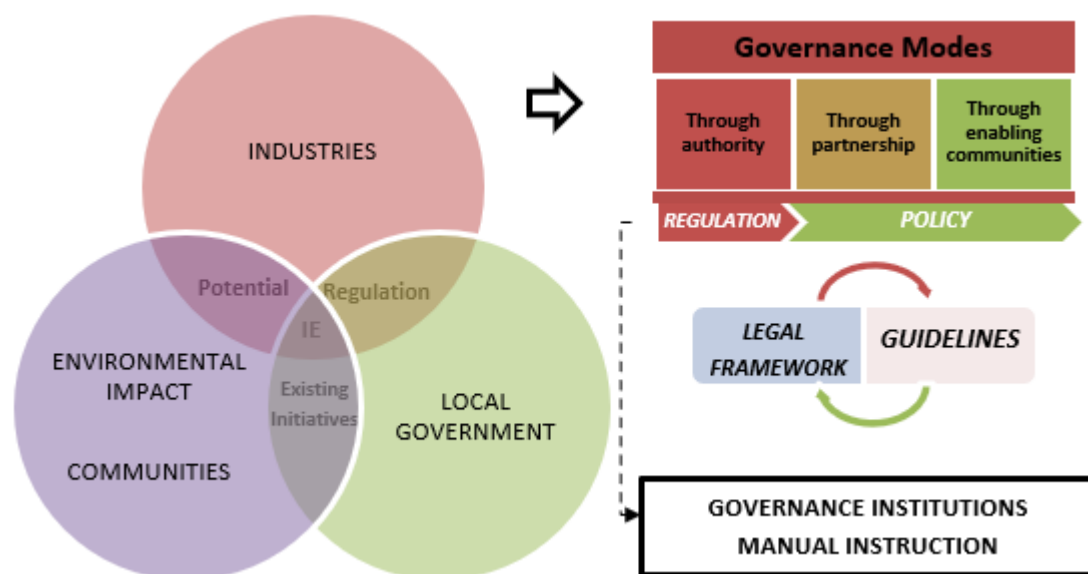 INDUSTRIES
Potential
Regulation
IE
ENVIRONMENTAL
IMPACT
COMMUNITIES
Existing
Initiatives
LOCAL
GOVERNMENT
Governance Modes
Through
authority
Through
partnership
Through
enabling
communities
REGULATION
POLICY
LEGAL
FRAMEWORK
GUIDELINES
GOVERNANCE INSTITUTIONS
MANUAL INSTRUCTION